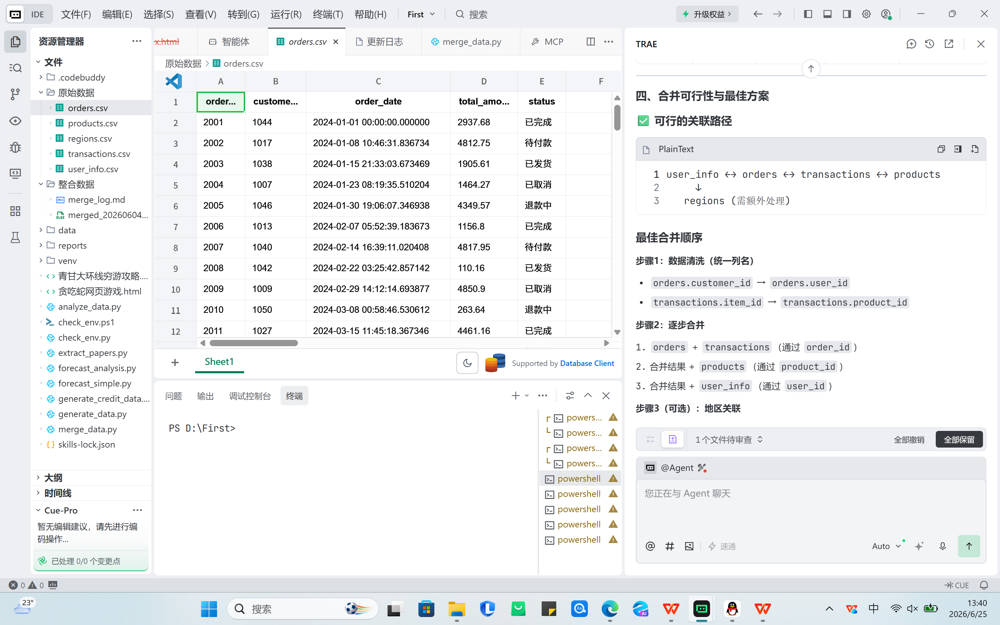 IDE 文件(F) 编辑(E) 选择(S) 查看(V) 转到(G) 运行(R) 终端(T) 帮助(H) First 搜索 升级权益
资源管理器
文件
.codebuddy
原始数据
orders.csv
products.csv
regions.csv
transactions.csv
user_info.csv
整合数据
merge_log.md
merged_20260604...
data
reports
venv
青甘大环线穷游攻略....
贪吃蛇网页游戏.html
analyze_data.py
check_env.ps1
check_env.py
extract_papers.py
forecast_analysis.py
forecast_simple.py
generate_credit_data....
generate_data.py
merge_data.py
skills-lock.json
大纲
时间线
Cue-Pro
暂无编辑建议，请先进行编
码操作...
已处理 0/0 个变更点
x.html 智能体 orders.csv 更新日志 merge_data.py MCP
原始数据 > orders.csv
A B C D E F
1 order... custome... order_date total_amo... status
2 2001 1044 2024-01-01 00:00:00.000000 2937.68 已完成
3 2002 1017 2024-01-08 10:46:31.836734 4812.75 待付款
4 2003 1038 2024-01-15 21:33:03.673469 1905.61 已发货
5 2004 1007 2024-01-23 08:19:35.510204 1464.27 已取消
6 2005 1046 2024-01-30 19:06:07.346938 4349.57 退款中
7 2006 1013 2024-02-07 05:52:39.183673 1156.8 已完成
8 2007 1040 2024-02-14 16:39:11.020408 4817.95 待付款
9 2008 1042 2024-02-22 03:25:42.857142 110.16 已发货
10 2009 1009 2024-02-29 14:12:14.693877 4850.9 已取消
11 2010 1050 2024-03-08 00:58:46.530612 263.64 退款中
12 2011 1027 2024-03-15 11:45:18.367346 4461.16 已完成
Sheet1
Supported by Database Client
问题 输出 调试控制台 终端
PS D:\First>
powers...
powers...
powers...
powers...
powershell
powershell
powershell
powershell
powershell
TRAE
四、合并可行性与最佳方案
✅ 可行的关联路径
PlainText
1 user_info ↔ orders ↔ transactions ↔ products
2 ↓
3 regions (需额外处理)
最佳合并顺序
步骤1：数据清洗（统一列名）
• orders.customer_id → orders.user_id
• transactions.item_id → transactions.product_id
步骤2：逐步合并
1. orders + transactions （通过 order_id ）
2. 合并结果 + products （通过 product_id ）
3. 合并结果 + user_info （通过 user_id ）
步骤3（可选）：地区关联
1 个文件待审查 全部撤销 全部保留
@Agent
您正在与 Agent 聊天
速通 Auto
0 0 CUE
23° 搜索 中 13:40
2026/6/25